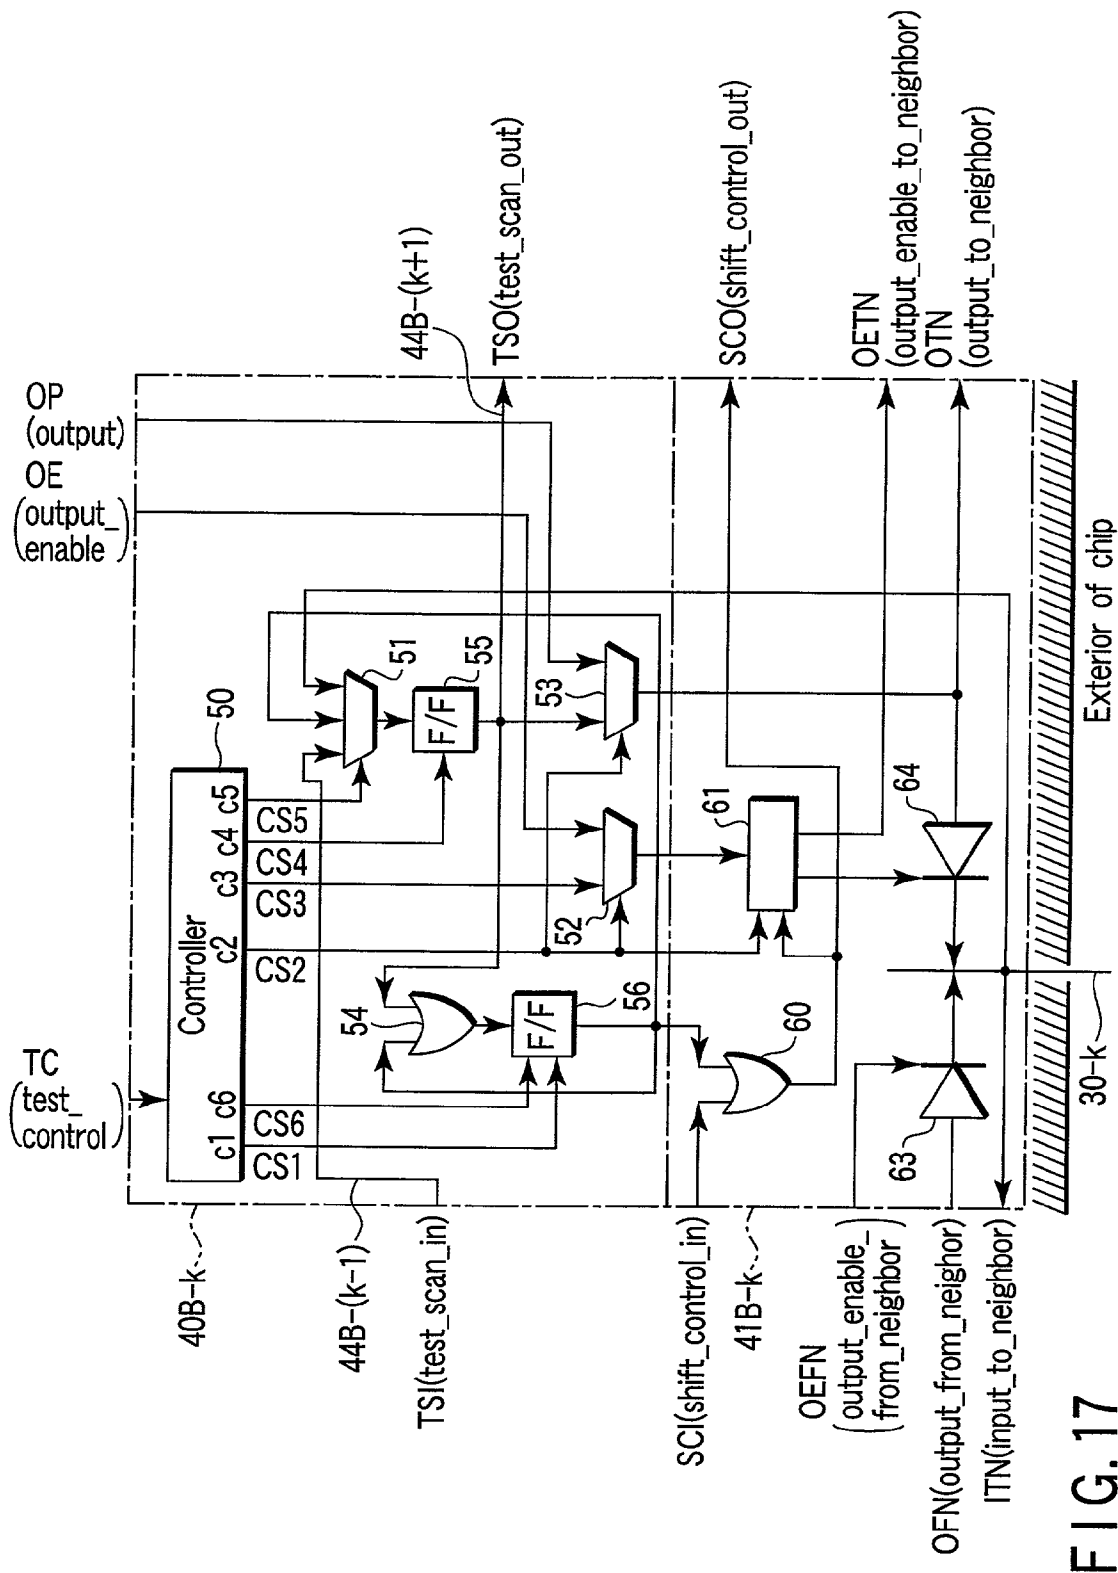 TC
(test_
control)
OE
(output_
enable)
OP
(output)
50
Controller
c1
c6
c2
c3
c4
c5
CS1
CS6
CS2
CS3
CS4
CS5
40B-k
44B-(k-1)
TSI(test_scan_in)
54
F/F
56
51
F/F
55
52
53
44B-(k+1)
TSO(test_scan_out)
SCI(shift_control_in)
41B-k
60
61
SCO(shift_control_out)
OEFN
(output_enable_
from_neighbor)
OFN(output_from_neighor)
ITN(input_to_neighbor)
63
64
OETN
(output_enable_to_neighbor)
OTN
(output_to_neighbor)
30-k
Exterior of chip
FIG.17